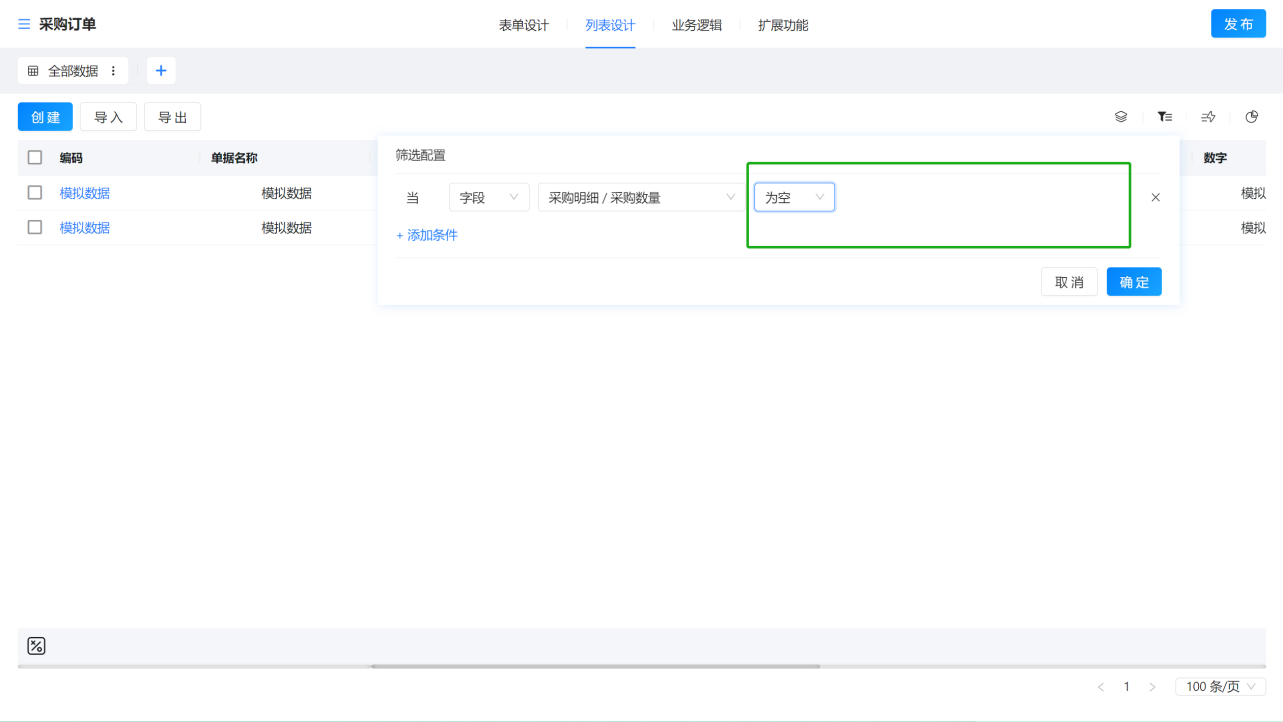 采购订单
表单设计 列表设计 业务逻辑 扩展功能
发布
全部数据
创建 导入 导出
编码 单据名称 数字
模拟数据 模拟数据 模拟
模拟数据 模拟数据 模拟
筛选配置
当 字段 采购明细 / 采购数量 为空
+ 添加条件
取消 确定
< 1 > 100 条/页